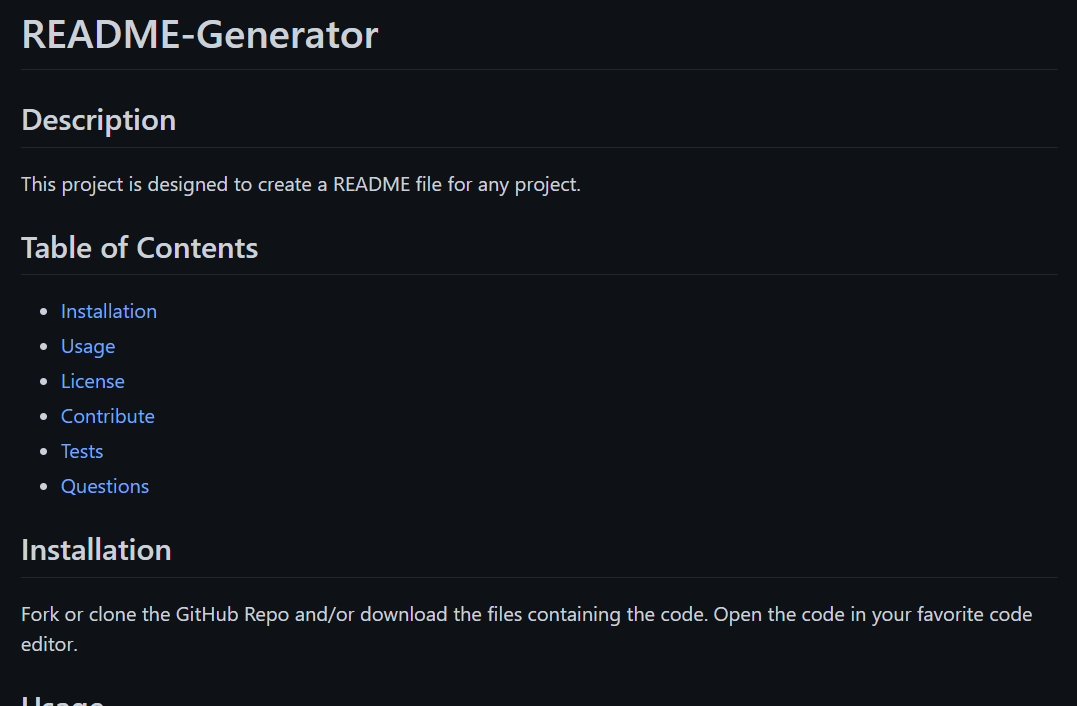 README-Generator
Description
This project is designed to create a README file for any project.
Table of Contents
Installation
Usage
License
Contribute
Tests
Questions
Installation
Fork or clone the GitHub Repo and/or download the files containing the code. Open the code in your favorite code
editor.
Usage